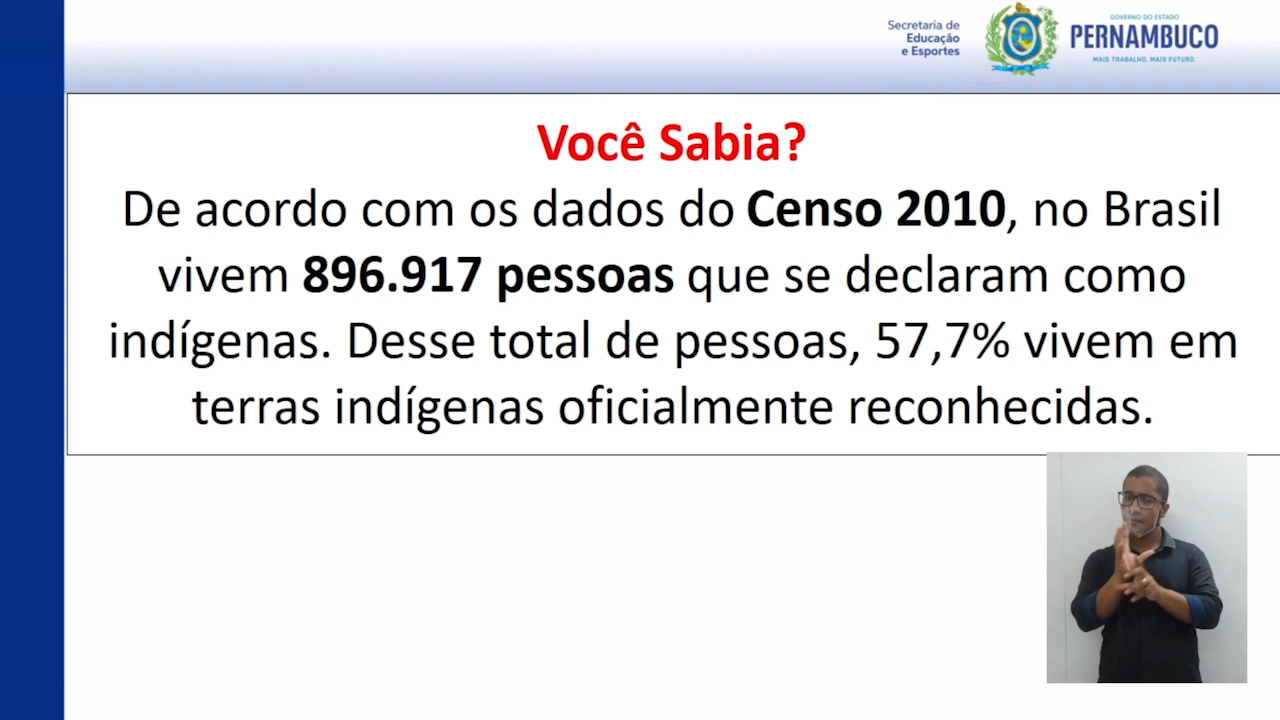 Secretaria de
Educação
e Esportes
GOVERNO DO ESTADO
PERNAMBUCO
MAIS TRABALHO, MAIS FUTURO.
Você Sabia?
De acordo com os dados do Censo 2010, no Brasil
vivem 896.917 pessoas que se declaram como
indígenas. Desse total de pessoas, 57,7% vivem em
terras indígenas oficialmente reconhecidas.